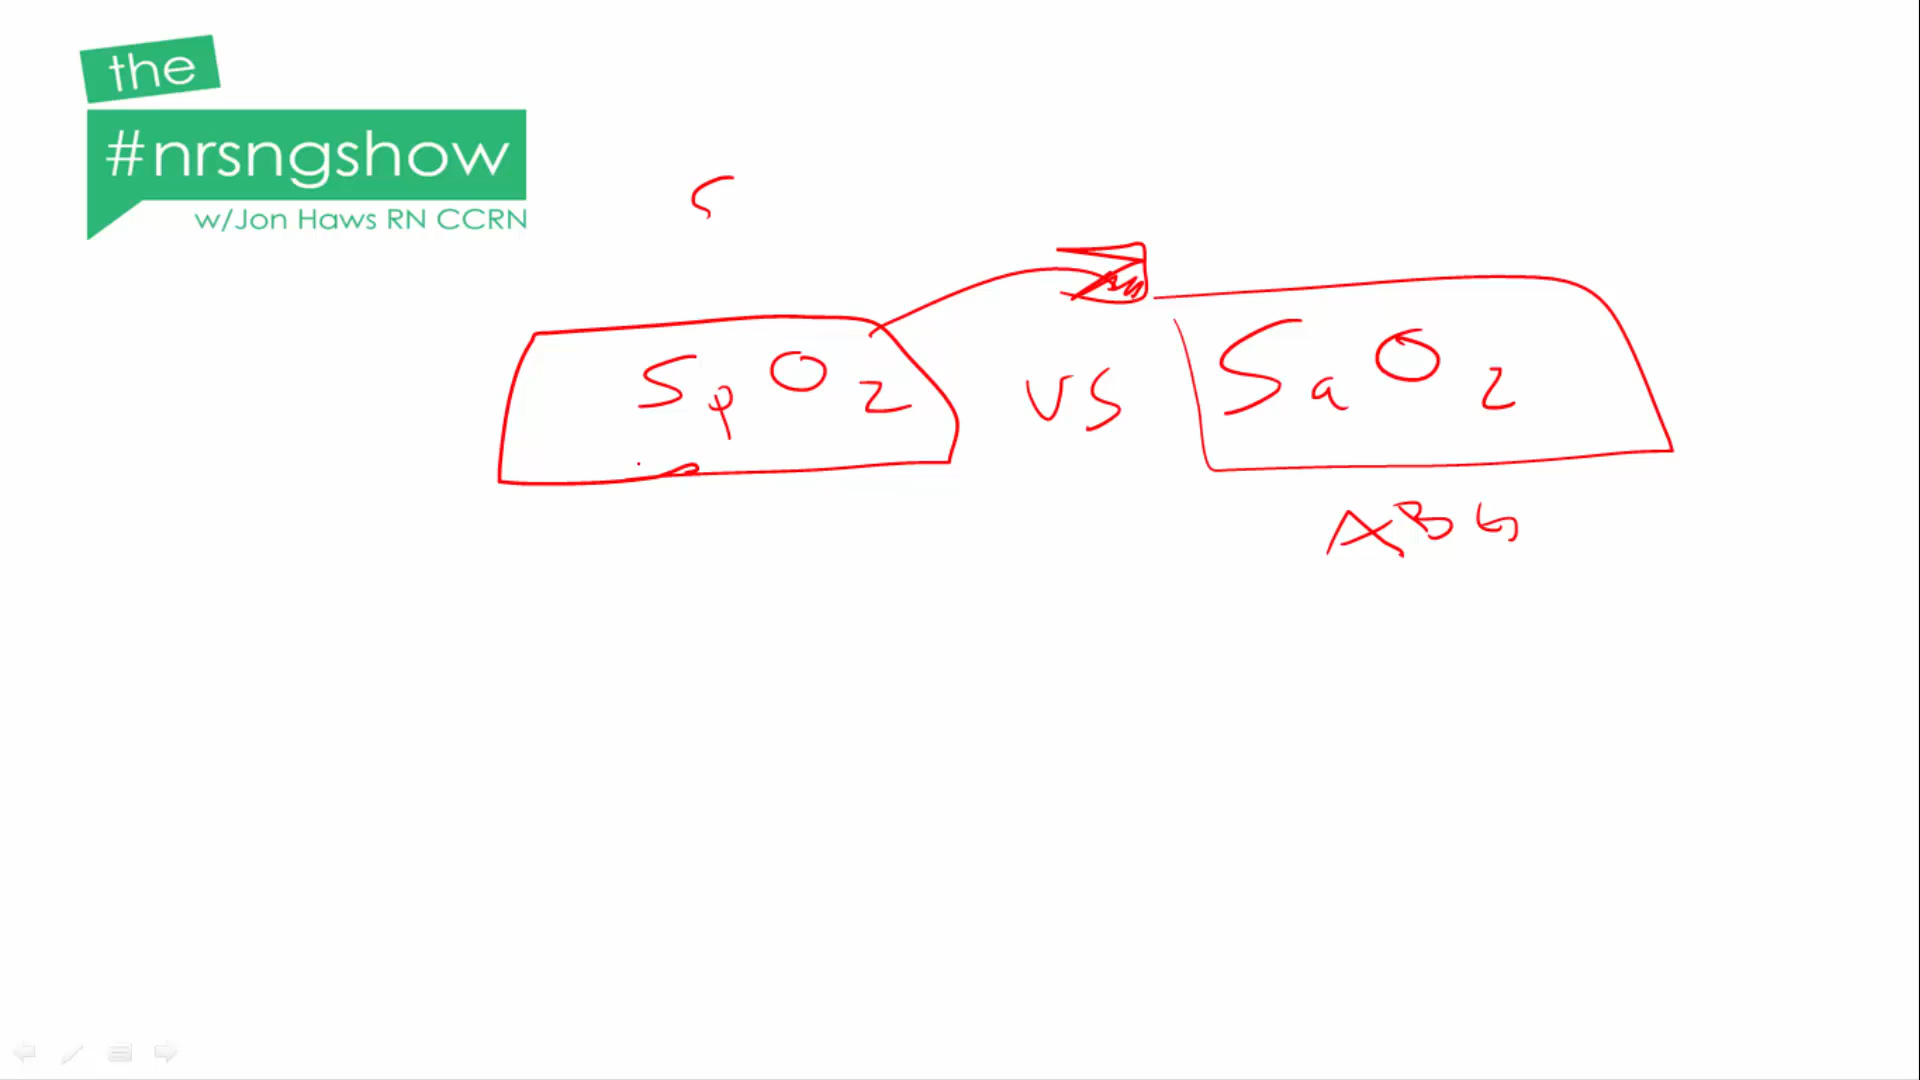 the
#nrsngshow
w/Jon Haws RN CCRN
S
SpO2 vs SaO2
ABG